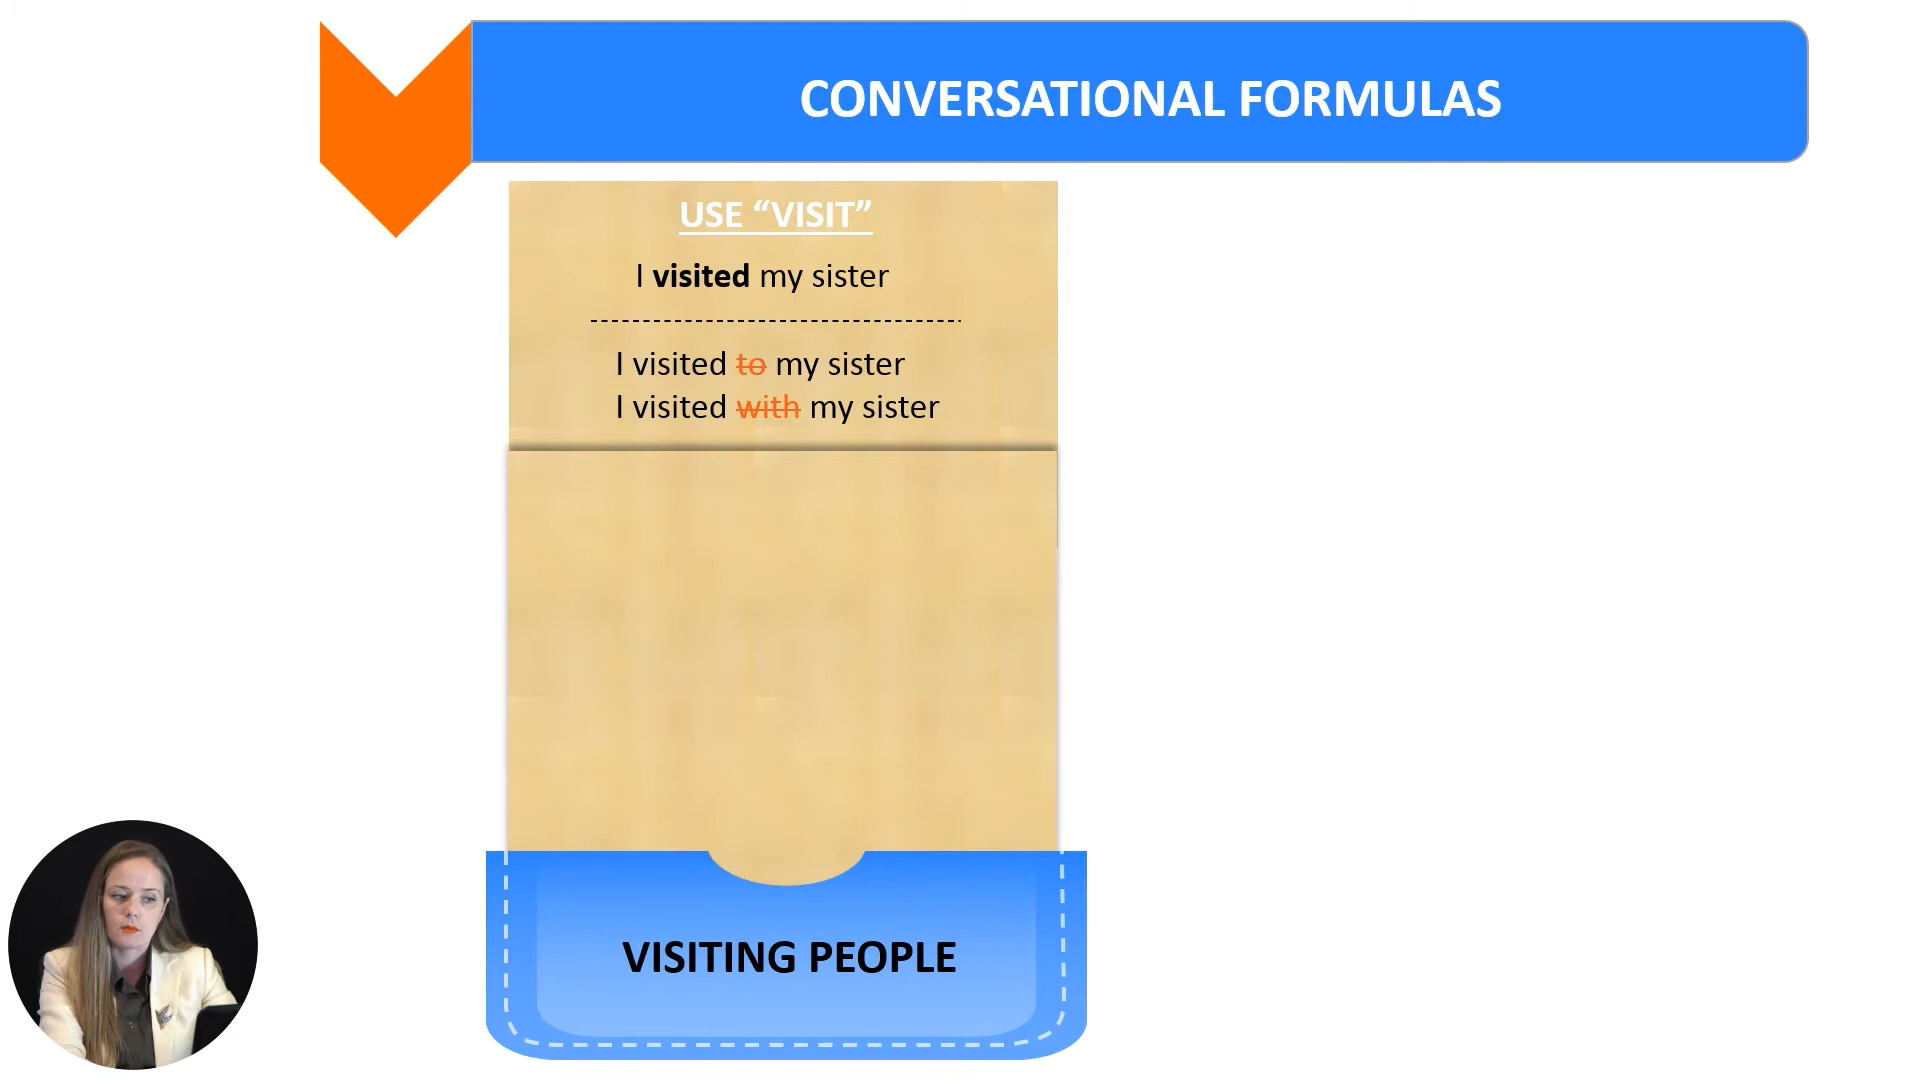 CONVERSATIONAL FORMULAS
USE “VISIT”
I visited my sister
I visited to my sister
I visited with my sister
VISITING PEOPLE